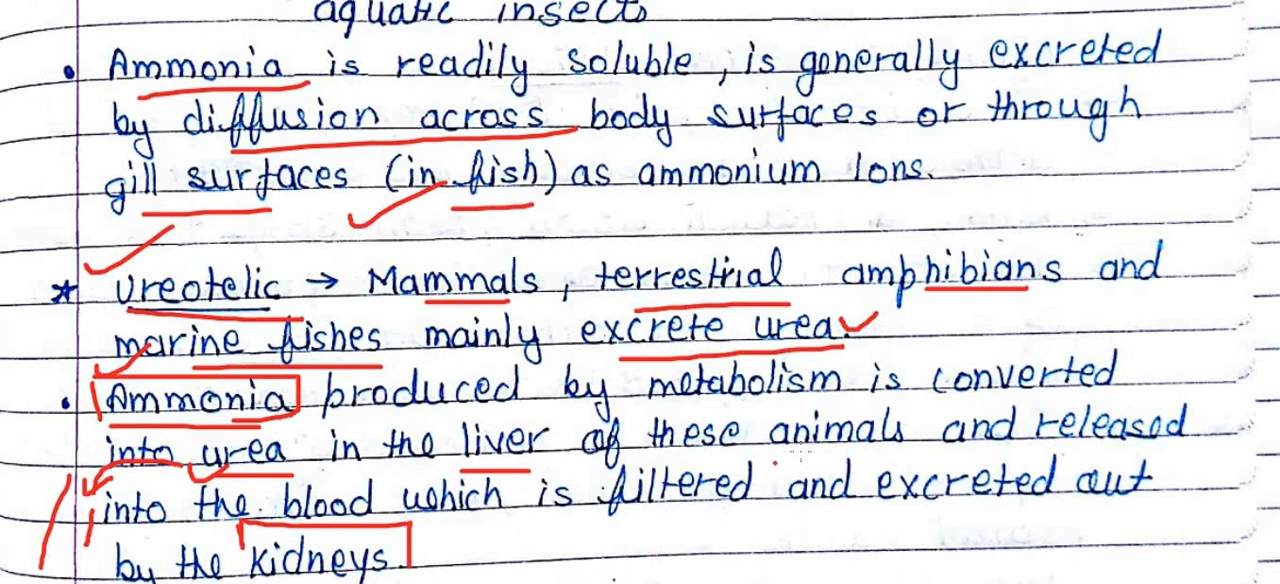 aquatic insects
• Ammonia is readily soluble, is generally excreted
by diffusion across body surfaces or through
gill surfaces (in fish) as ammonium Ions.
* Ureotelic → Mammals, terrestrial amphibians and
marine fishes mainly excrete urea.
• Ammonia produced by metabolism is converted
into urea in the liver of these animals and released
into the blood which is filtered and excreted out
by the kidneys.